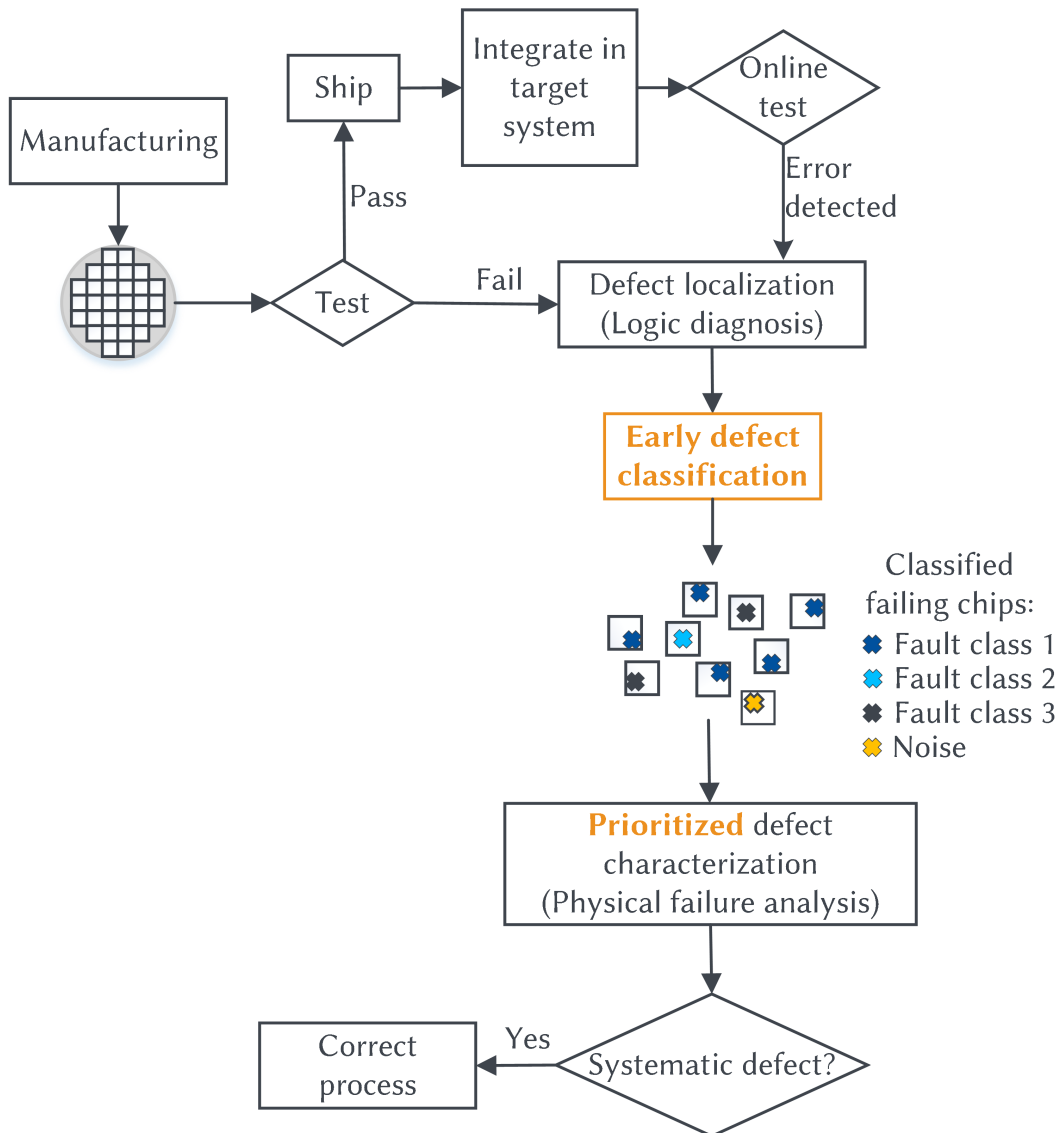 Manufacturing
Ship
Integrate in
target
system
Online
test
Pass
Error
detected
Test
Fail
Defect localization
(Logic diagnosis)
Early defect
classification
Classified
failing chips:
Fault class 1
Fault class 2
Fault class 3
Noise
Prioritized defect
characterization
(Physical failure analysis)
Systematic defect?
Yes
Correct
process